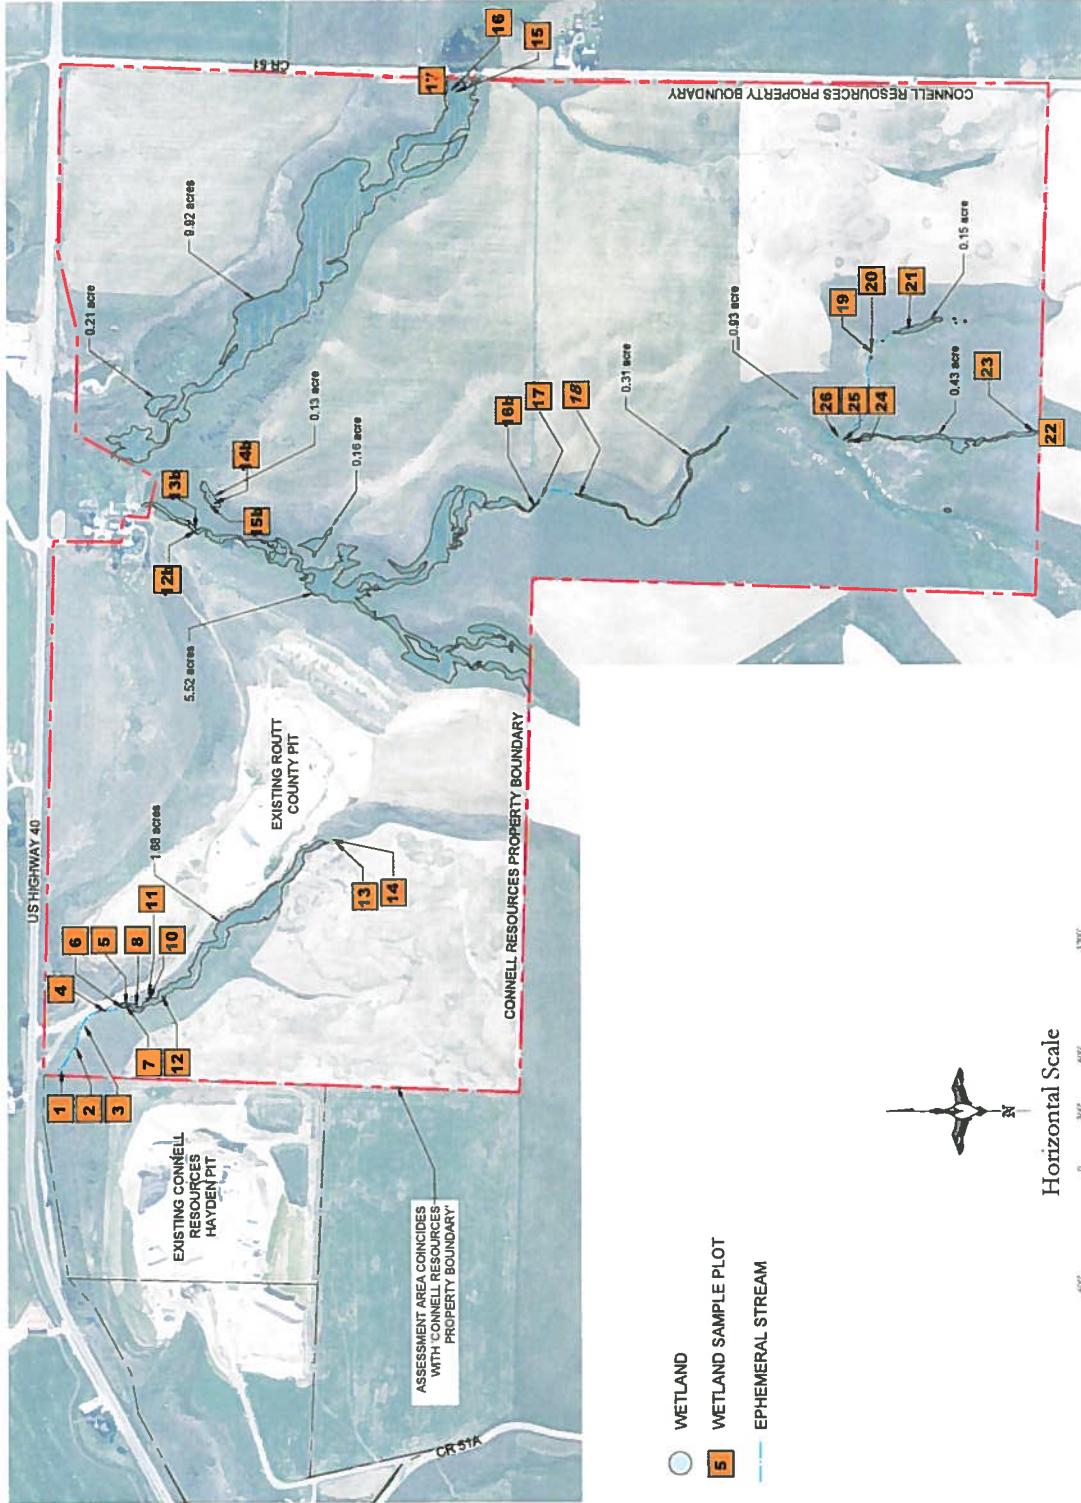 US HIGHWAY 40
CR 61
CONNELL RESOURCES PROPERTY BOUNDARY
16
15
17
9.92 acres
0.21 acre
0.13 acre
0.16 acre
13b
14b
15b
12b
5.52 acres
16b
17
18
0.31 acre
0.93 acre
19
20
21
0.15 acre
26
25
24
0.43 acre
23
22
EXISTING ROUTT
COUNTY PIT
1.68 acres
CONNELL RESOURCES PROPERTY BOUNDARY
13
14
11
6
5
8
10
4
7
12
1
2
3
EXISTING CONNELL
RESOURCES
HAYDEN PIT
ASSESSMENT AREA COINCIDES
WITH 'CONNELL RESOURCES
PROPERTY BOUNDARY'
CR 51A
WETLAND
5
WETLAND SAMPLE PLOT
EPHEMERAL STREAM
N
Horizontal Scale